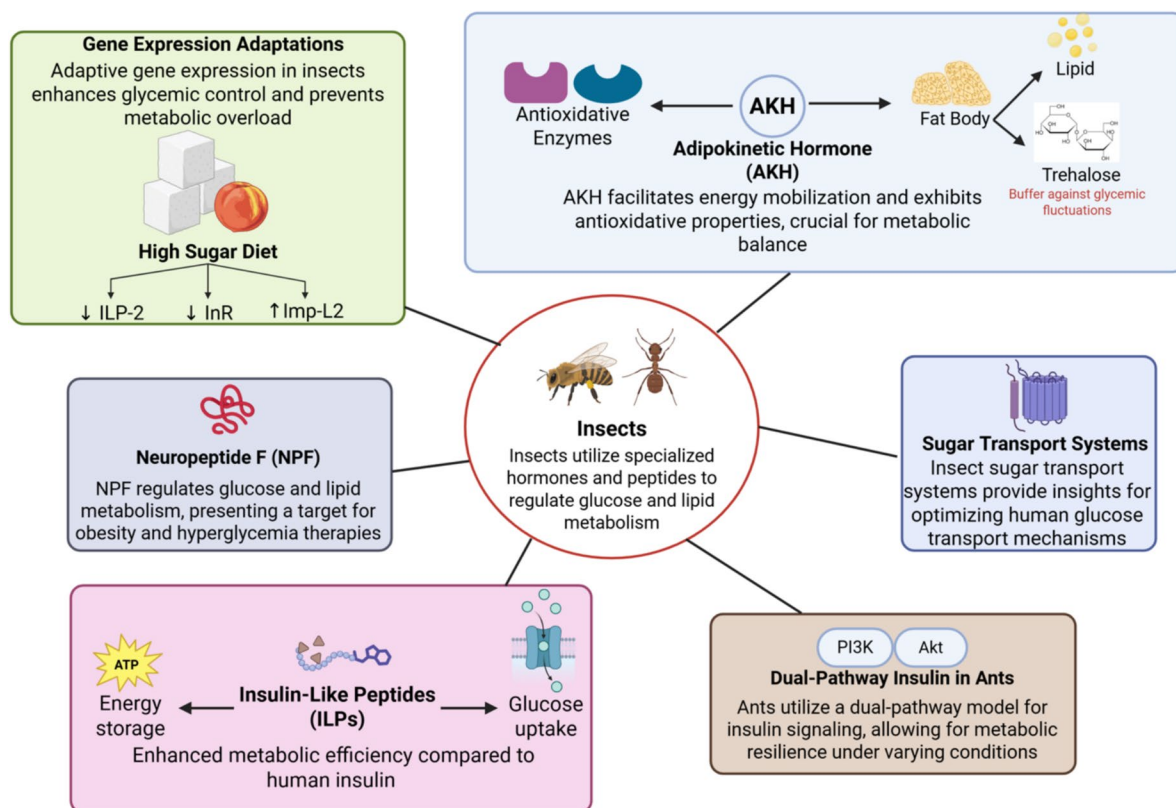 Gene Expression Adaptations
Adaptive gene expression in insects
enhances glycemic control and prevents
metabolic overload
High Sugar Diet
↓ ILP-2
↓ InR
↑ Imp-L2
Antioxidative
Enzymes
AKH
Adipokinetic Hormone
(AKH)
AKH facilitates energy mobilization and exhibits
antioxidative properties, crucial for metabolic
balance
Fat Body
Lipid
Trehalose
Buffer against glycemic
fluctuations
Neuropeptide F (NPF)
NPF regulates glucose and lipid
metabolism, presenting a target for
obesity and hyperglycemia therapies
Insects
Insects utilize specialized
hormones and peptides to
regulate glucose and lipid
metabolism
Sugar Transport Systems
Insect sugar transport
systems provide insights for
optimizing human glucose
transport mechanisms
ATP
Energy
storage
Insulin-Like Peptides
(ILPs)
Glucose
uptake
Enhanced metabolic efficiency compared to
human insulin
PI3K
Akt
Dual-Pathway Insulin in Ants
Ants utilize a dual-pathway model for
insulin signaling, allowing for metabolic
resilience under varying conditions